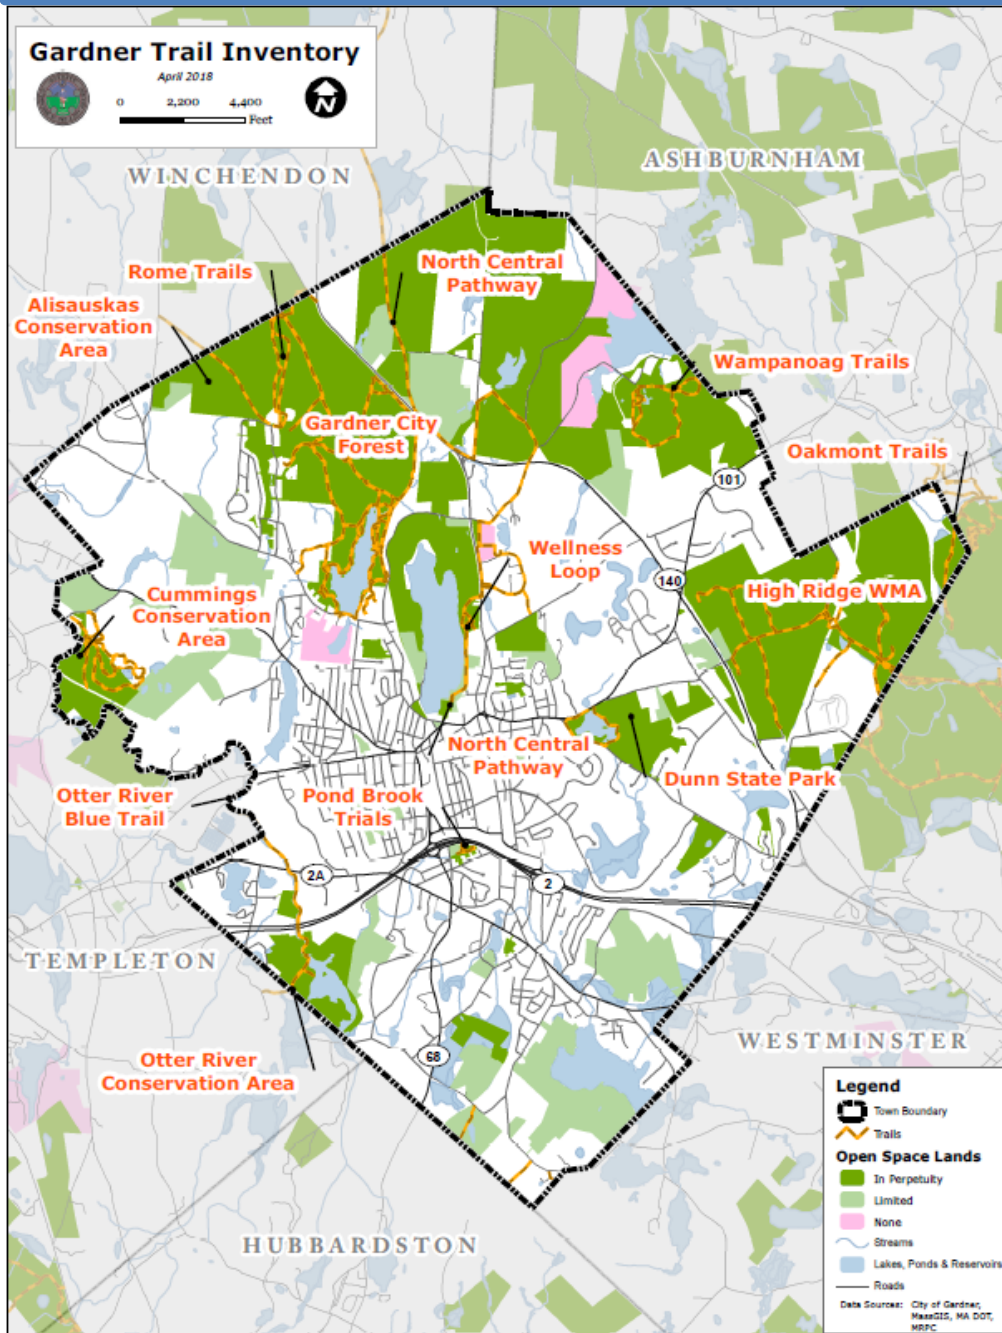 Gardner Trail Inventory
April 2018
0 2,200 4,400
Feet
N
WINCHENDON
ASHBURNHAM
Rome Trails
North Central
Pathway
Alisauskas
Conservation
Area
Wampanoag Trails
Gardner City
Forest
Oakmont Trails
101
Wellness
Loop
140
High Ridge WMA
Cummings
Conservation
Area
North Central
Pathway
Dunn State Park
Otter River
Blue Trail
Pond Brook
Trials
2A
2
TEMPLETON
WESTMINSTER
68
Otter River
Conservation Area
HUBBARDSTON
Legend
Town Boundary
Trails
Open Space Lands
In Perpetuity
Limited
None
Streams
Lakes, Ponds & Reservoirs
Roads
Data Sources: City of Gardner,
MassGIS, MA DOT,
MRPC